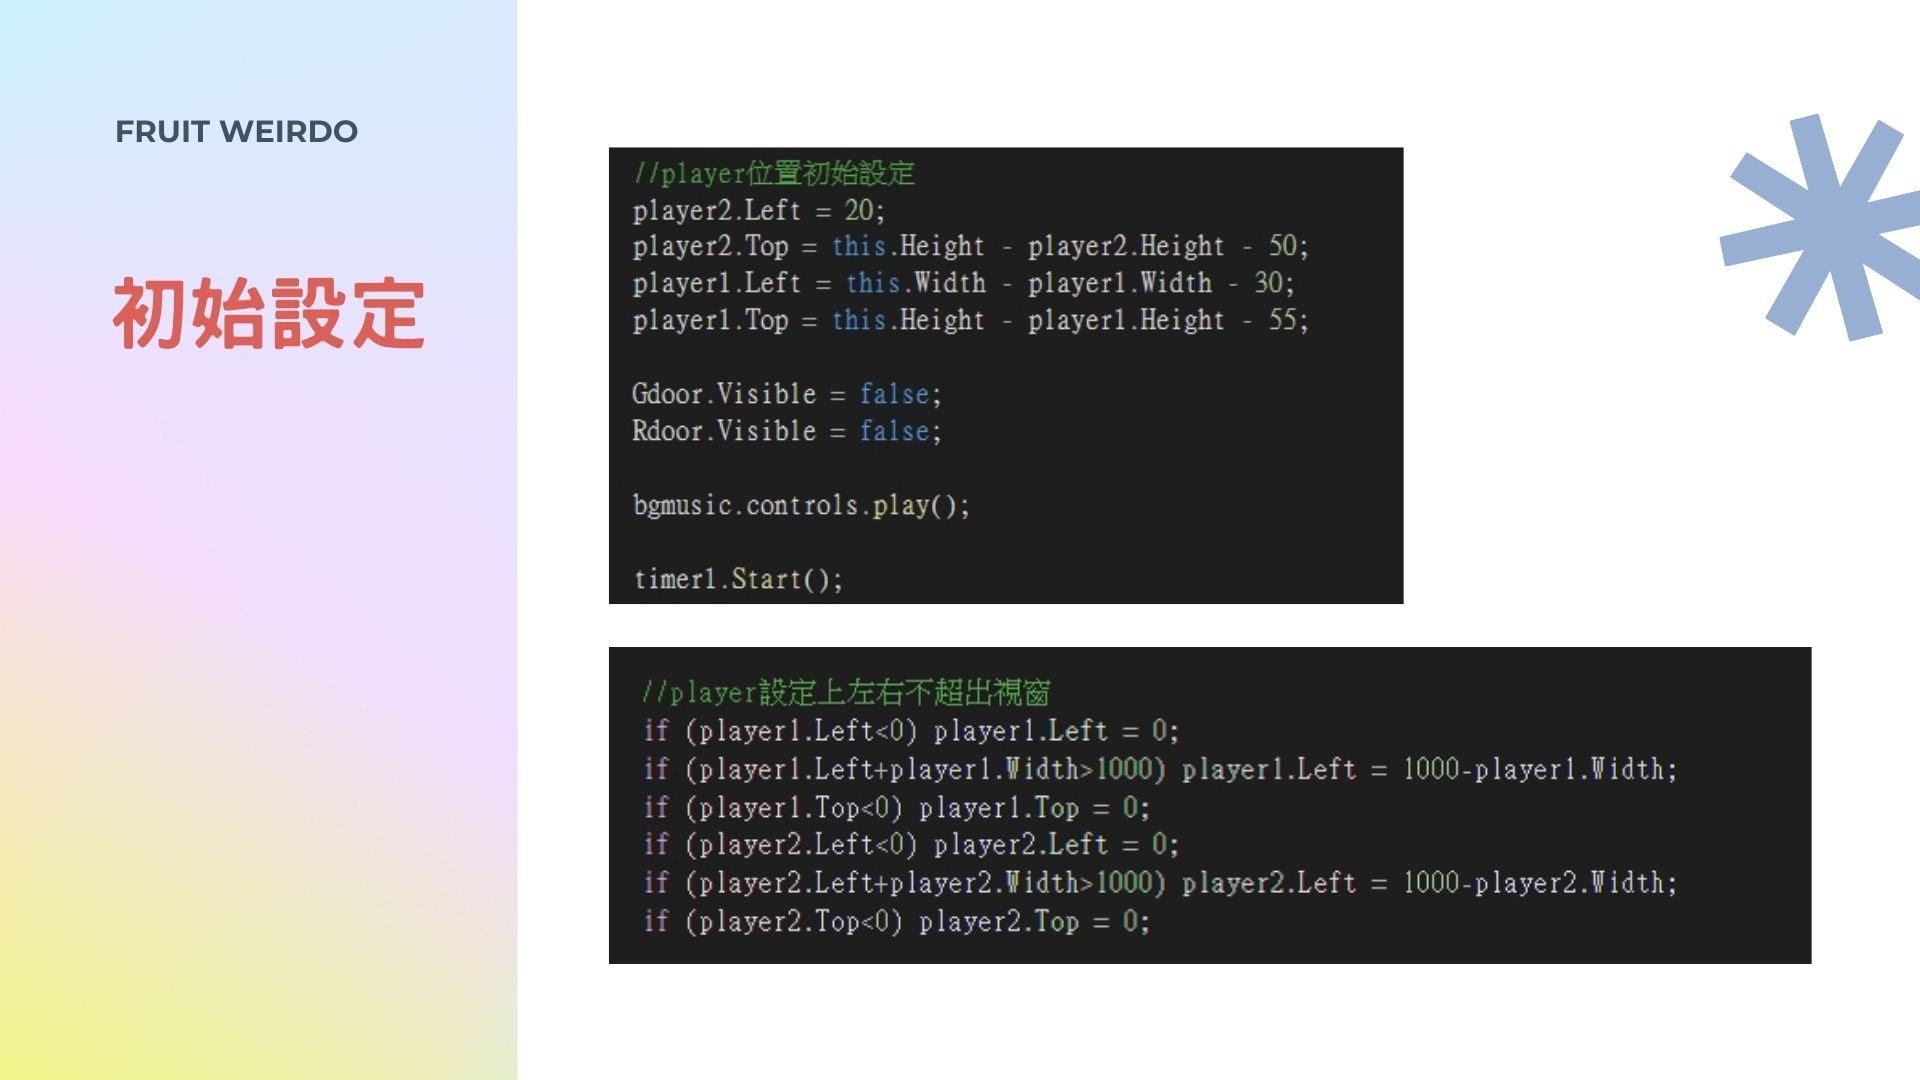 FRUIT WEIRDO
初始設定
//player位置初始設定
player2.Left = 20;
player2.Top = this.Height - player2.Height - 50;
player1.Left = this.Width - player1.Width - 30;
player1.Top = this.Height - player1.Height - 55;
Gdoor.Visible = false;
Rdoor.Visible = false;
bgmusic.controls.play();
timer1.Start();
//player設定上左右不超出視窗
if (player1.Left<0) player1.Left = 0;
if (player1.Left+player1.Width>1000) player1.Left = 1000-player1.Width;
if (player1.Top<0) player1.Top = 0;
if (player2.Left<0) player2.Left = 0;
if (player2.Left+player2.Width>1000) player2.Left = 1000-player2.Width;
if (player2.Top<0) player2.Top = 0;